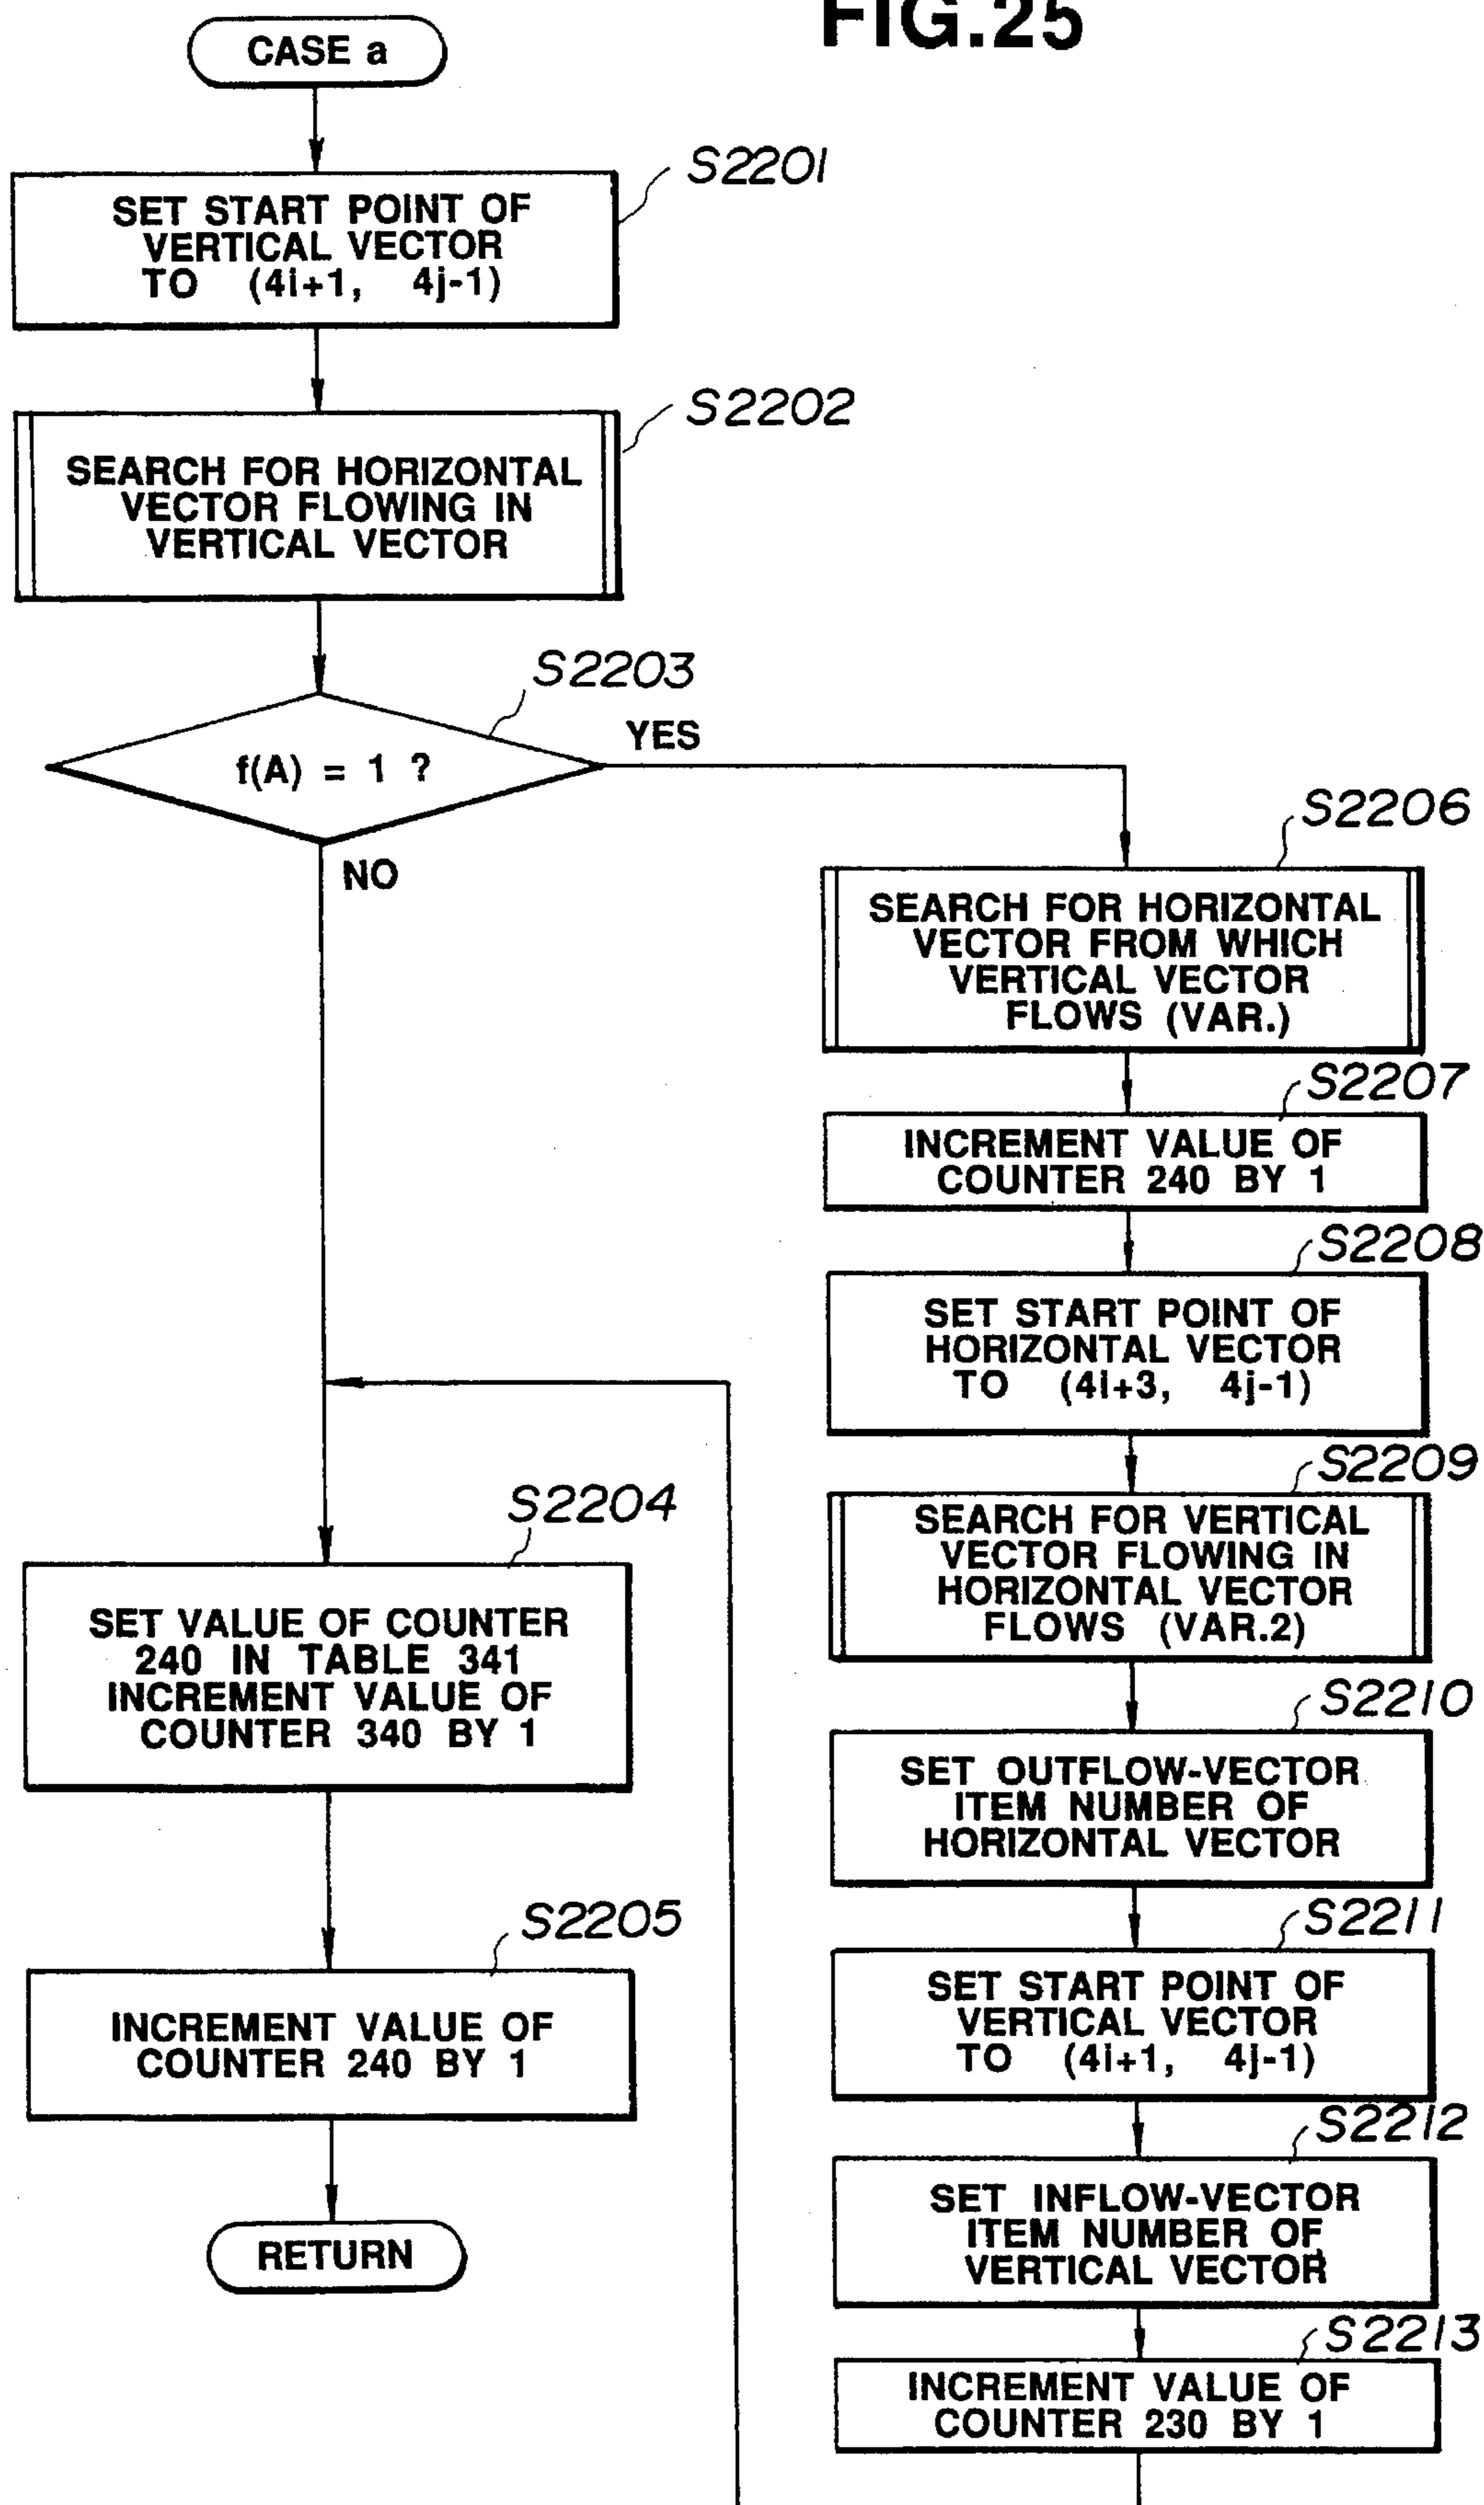 FIG.25
CASE a
S2201
SET START POINT OF
VERTICAL VECTOR
TO (4i+1, 4j-1)
S2202
SEARCH FOR HORIZONTAL
VECTOR FLOWING IN
VERTICAL VECTOR
S2203
f(A) = 1 ?
YES
NO
S2204
SET VALUE OF COUNTER
240 IN TABLE 341
INCREMENT VALUE OF
COUNTER 340 BY 1
S2205
INCREMENT VALUE OF
COUNTER 240 BY 1
RETURN
S2206
SEARCH FOR HORIZONTAL
VECTOR FROM WHICH
VERTICAL VECTOR
FLOWS (VAR.)
S2207
INCREMENT VALUE OF
COUNTER 240 BY 1
S2208
SET START POINT OF
HORIZONTAL VECTOR
TO (4i+3, 4j-1)
S2209
SEARCH FOR VERTICAL
VECTOR FLOWING IN
HORIZONTAL VECTOR
FLOWS (VAR.2)
S2210
SET OUTFLOW-VECTOR
ITEM NUMBER OF
HORIZONTAL VECTOR
S2211
SET START POINT OF
VERTICAL VECTOR
TO (4i+1, 4j-1)
S2212
SET INFLOW-VECTOR
ITEM NUMBER OF
VERTICAL VECTOR
S2213
INCREMENT VALUE OF
COUNTER 230 BY 1